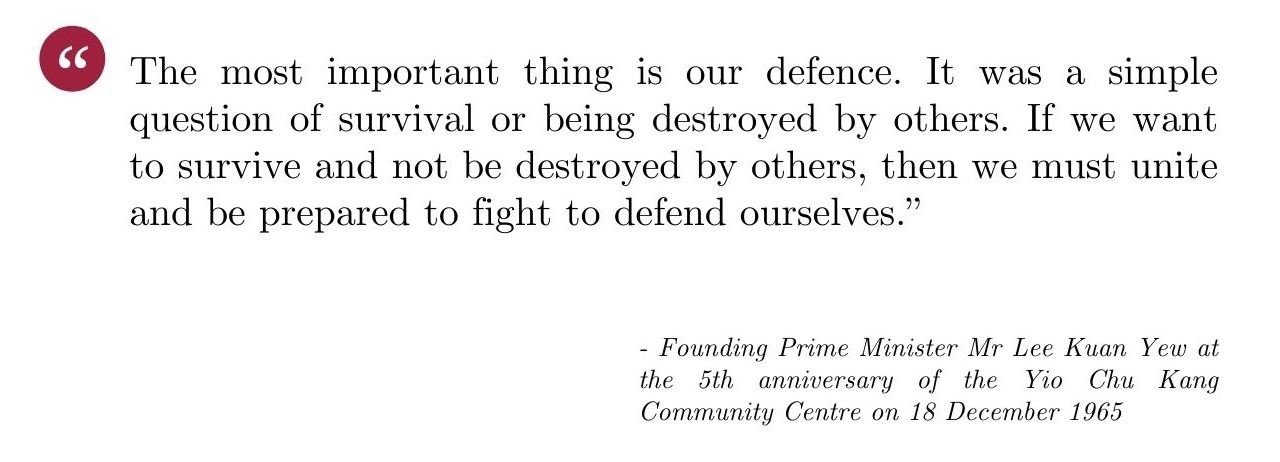 “ The most important thing is our defence. It was a simple
question of survival or being destroyed by others. If we want
to survive and not be destroyed by others, then we must unite
and be prepared to fight to defend ourselves.”
- Founding Prime Minister Mr Lee Kuan Yew at
the 5th anniversary of the Yio Chu Kang
Community Centre on 18 December 1965